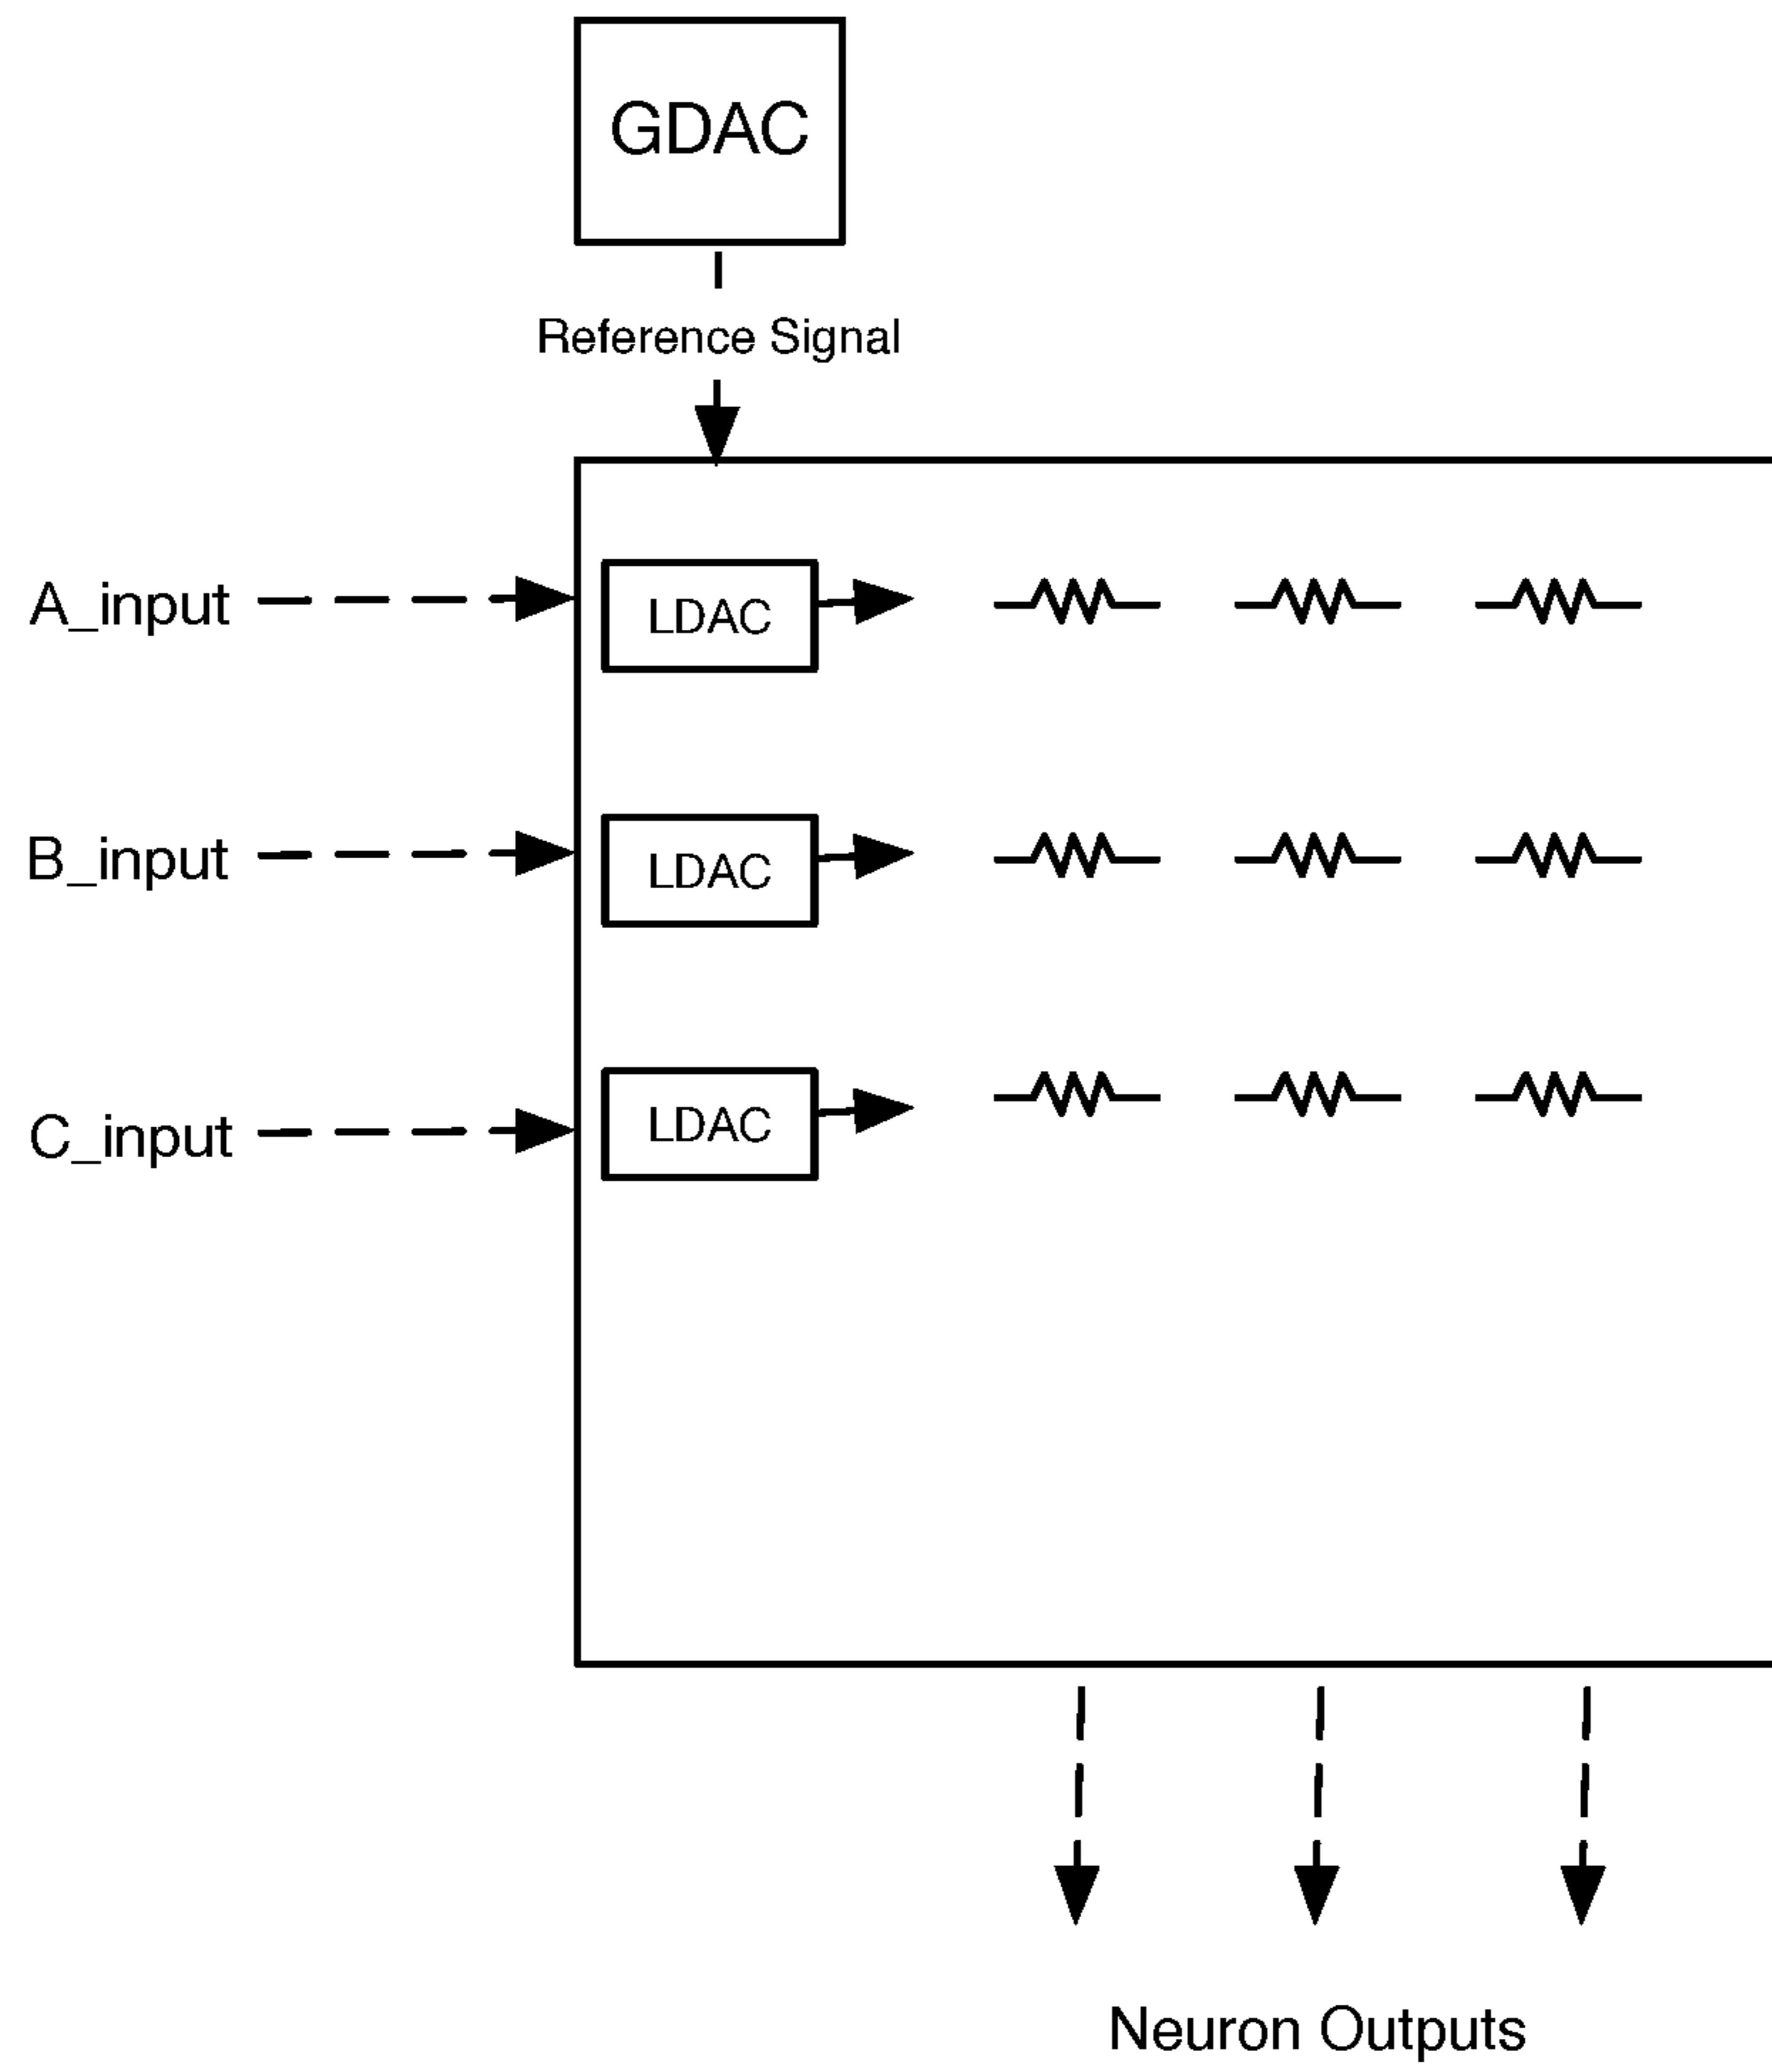 GDAC
Reference Signal
A_input
LDAC
B_input
LDAC
C_input
LDAC
Neuron Outputs